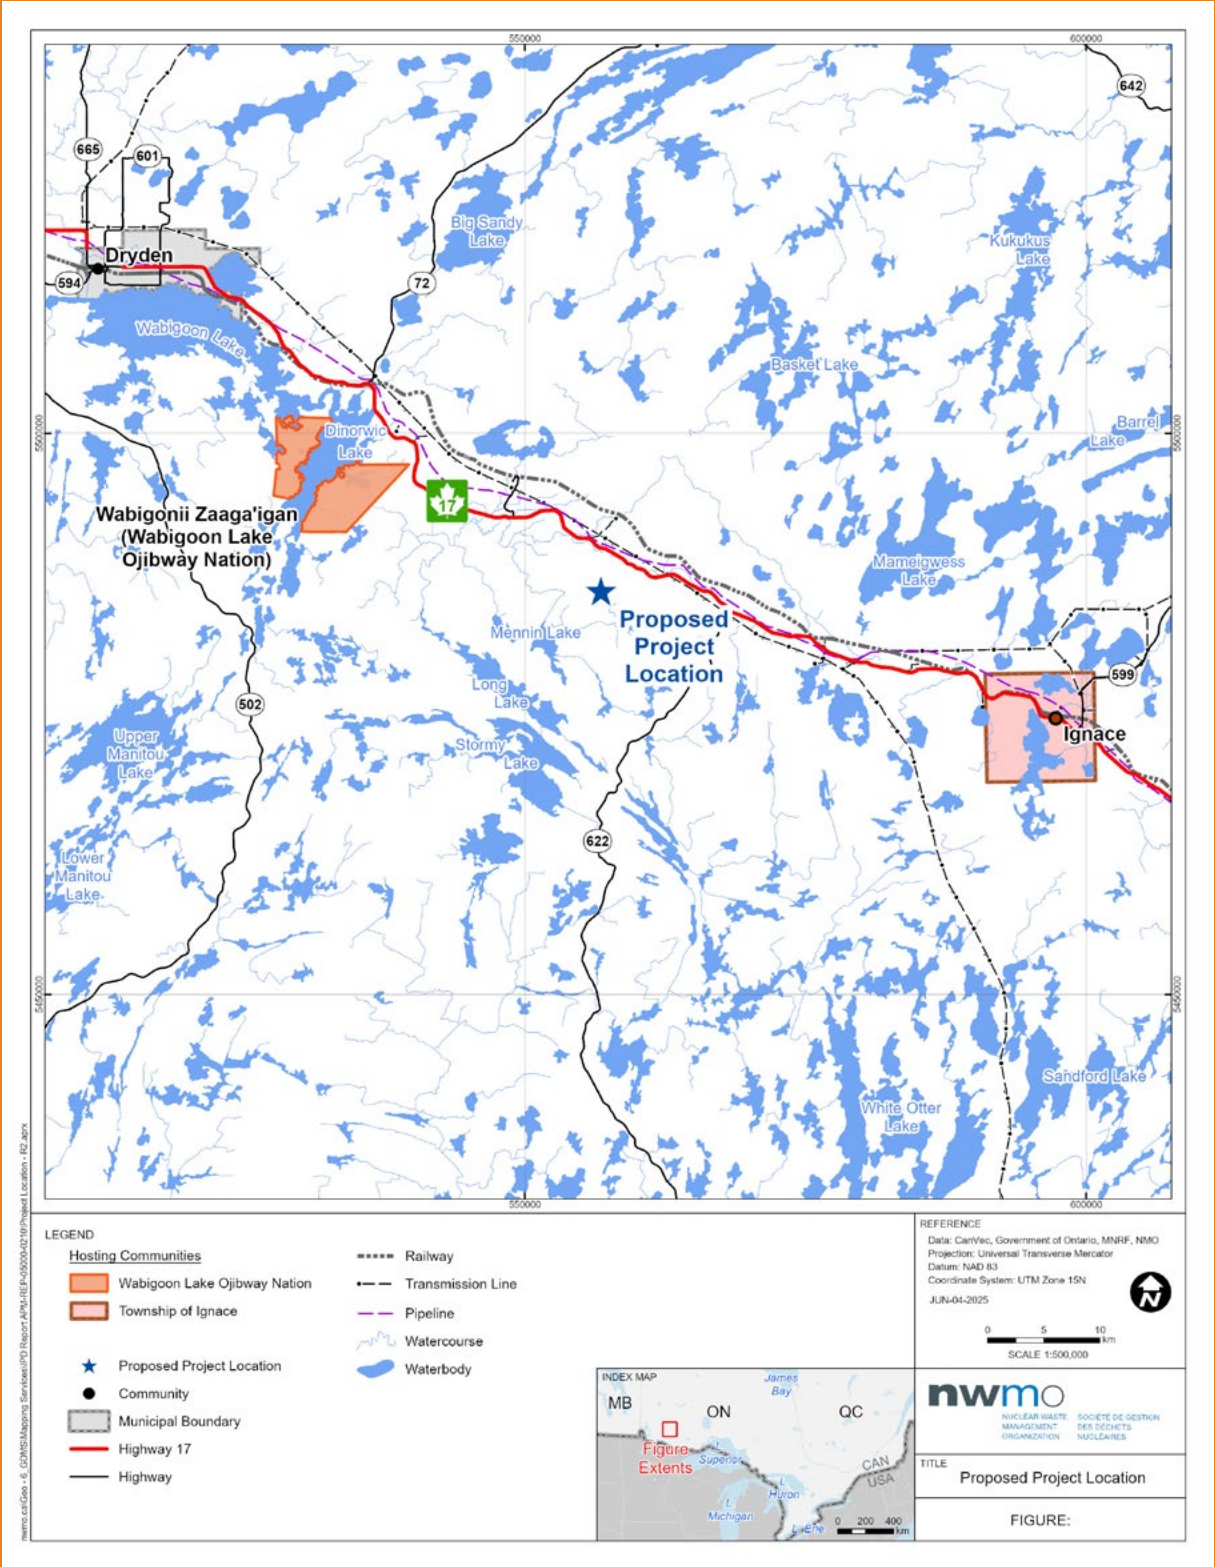 550000
600000
642
665
601
Big Sandy
Lake
Kukukus
Lake
Dryden
594
72
Wabigoon Lake
Basket Lake
5500000
5500000
Dinorwic
Lake
Barrel
Lake
17
Wabigonii Zaaga'igan
(Wabigoon Lake
Ojibway Nation)
Mameigwess
Lake
Proposed
Project
Location
Mennin Lake
599
Long
Lake
502
Ignace
Upper
Manitou
Lake
Stormy
Lake
622
Lower
Manitou
Lake
5450000
5450000
Sandford Lake
White Otter
Lake
550000
600000
LEGEND
Hosting Communities
Wabigoon Lake Ojibway Nation
Township of Ignace
Proposed Project Location
Community
Municipal Boundary
Highway 17
Highway
Railway
Transmission Line
Pipeline
Watercourse
Waterbody
REFERENCE
Data: CanVec, Government of Ontario, MNRF, NMO
Projection: Universal Transverse Mercator
Datum: NAD 83
Coordinate System: UTM Zone 15N
JUN-04-2025
N
0 5 10
km
SCALE 1:500,000
INDEX MAP
James
Bay
MB
ON
QC
Figure
Extents
L
Superior
CAN
USA
L
Huron
L
Michigan
L Erie
0 200 400
km
nwmo
NUCLEAR WASTE MANAGEMENT ORGANIZATION
SOCIÉTÉ DE GESTION DES DÉCHETS NUCLÉAIRES
TITLE
Proposed Project Location
FIGURE: